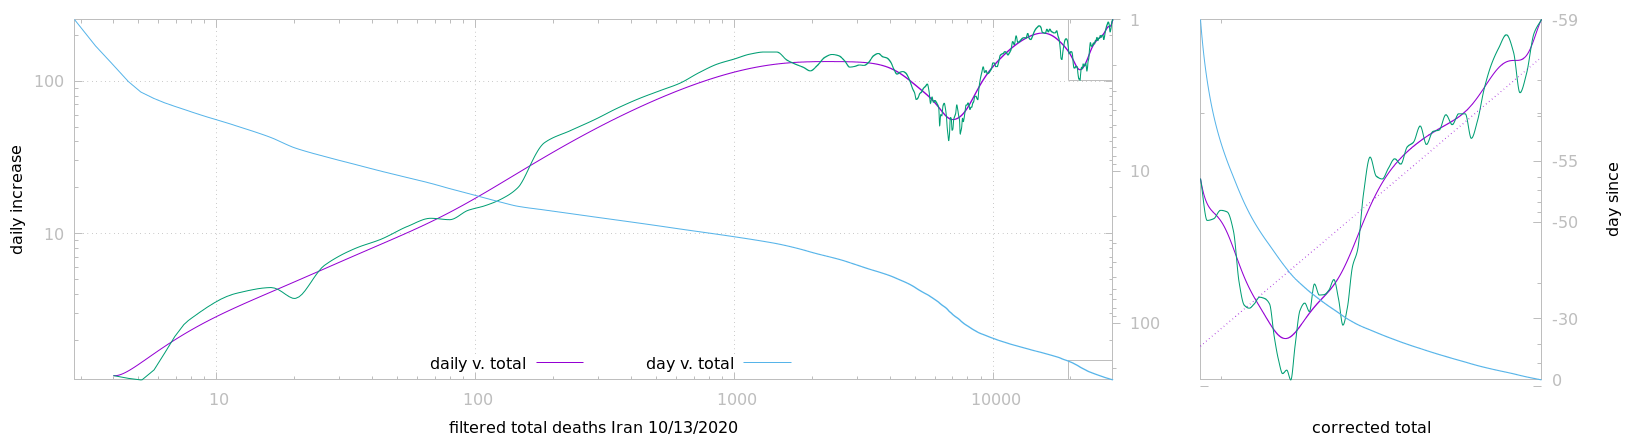 daily increase
100
10
1
10
100
daily v. total
day v. total
10
100
1000
10000
filtered total deaths Iran 10/13/2020
-59
-55
-50
-30
0
day since
corrected total